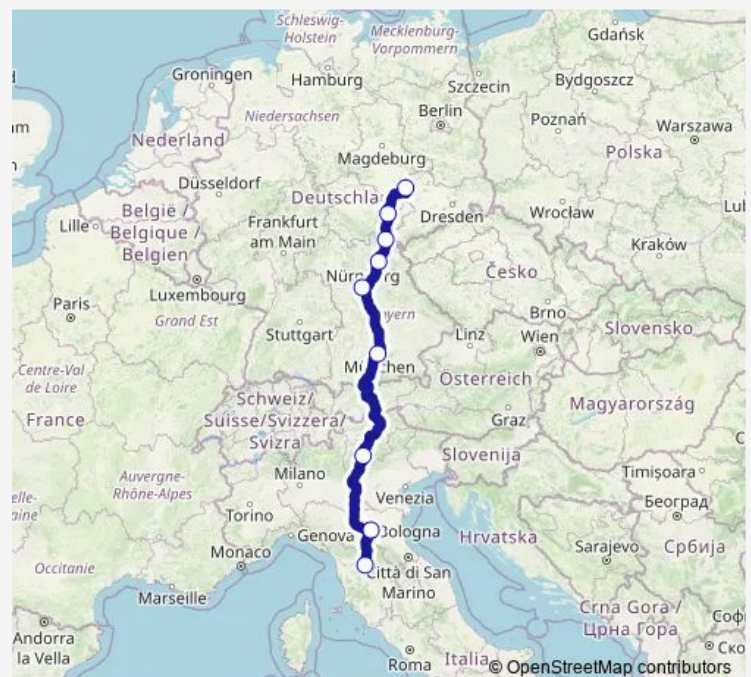 Schleswig-
Holstein
Mecklenburg-
Vorpommern
Gdańsk
Groningen
Hamburg
Szczecin
Bydgoszcz
Niedersachsen
Berlin
Poznań
Warszawa
Nederland
Magdeburg
Polska
Düsseldorf
Deutschla
België /
Belgique /
Belgien
Lille
Frankfurt
am Main
Dresden
Wrocław
Kraków
Luxembourg
Nürnberg
Česko
Paris
Grand Est
Brno
Stuttgart
ayern
Linz
Wien
Slovensko
Centre-Val
de Loire
München
Österreich
France
Schweiz/
Suisse/Svizzera/
Svizra
Graz
Magyarország
Slovenija
Auvergne-
Rhône-Alpes
Milano
Venezia
Timișoara
Torino
Београд
Genova
Bologna
Hrvatska
Sarajevo
Србија
Occitanie
Monaco
Città di San
Marino
Marseille
Crna Gora /
Црна Гора
Andorra
la Vella
Roma
Italia
© OpenStreetMap contributors